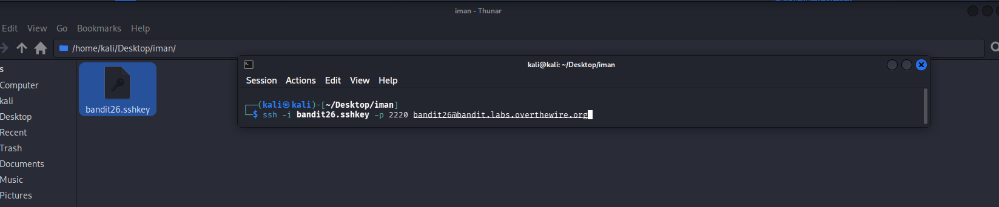 iman - Thunar
Edit View Go Bookmarks Help
/home/kali/Desktop/iman/
s
Computer
kali
Desktop
Recent
Trash
Documents
Music
Pictures
bandit26.sshkey
kali@kali: ~/Desktop/iman
Session Actions Edit View Help
┌──(kali㉿kali)-[~/Desktop/iman]
└─$ ssh -i bandit26.sshkey -p 2220 bandit26@bandit.labs.overthewire.org